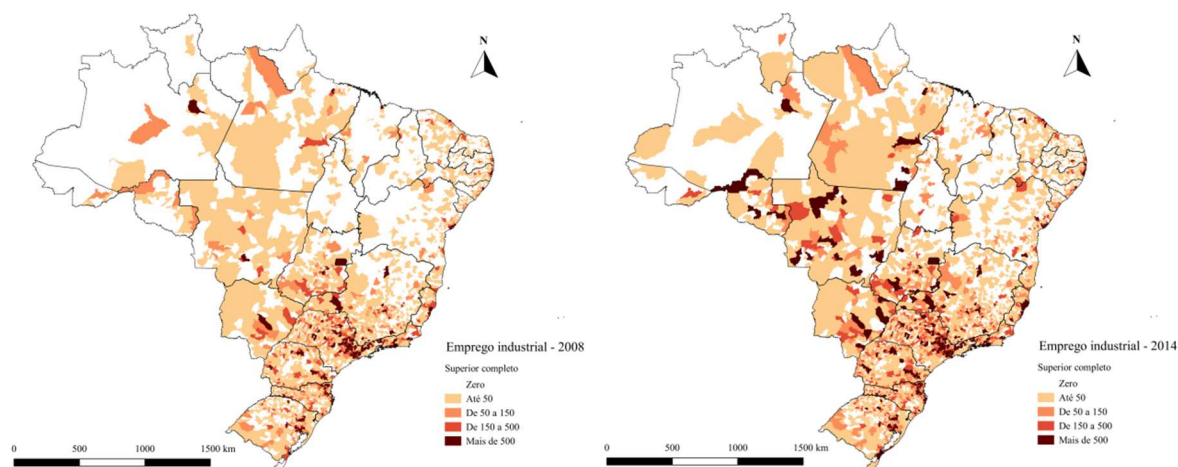 N
Emprego industrial - 2008
Superior completo
Zero
Até 50
De 50 a 150
De 150 a 500
Mais de 500
0 500 1000 1500 km
N
Emprego industrial - 2014
Superior completo
Zero
Até 50
De 50 a 150
De 150 a 500
Mais de 500
0 500 1000 1500 km